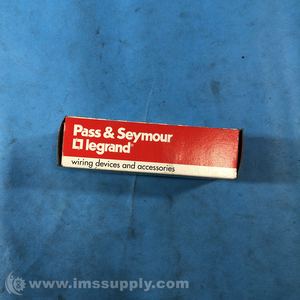 Pass & Seymour
legrand®
wiring devices and accessories
www.imssupply.com